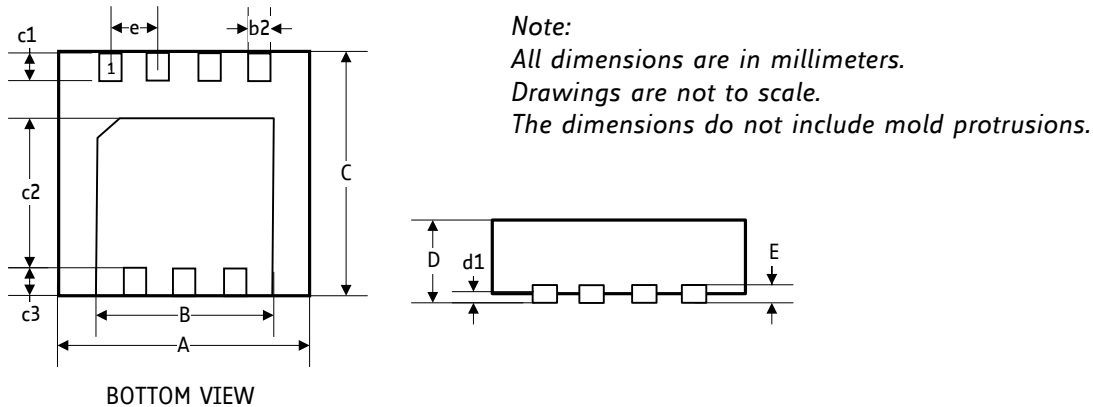 c1
e
b2
1
c2
C
c3
B
A
BOTTOM VIEW
Note:
All dimensions are in millimeters.
Drawings are not to scale.
The dimensions do not include mold protrusions.
D
d1
E